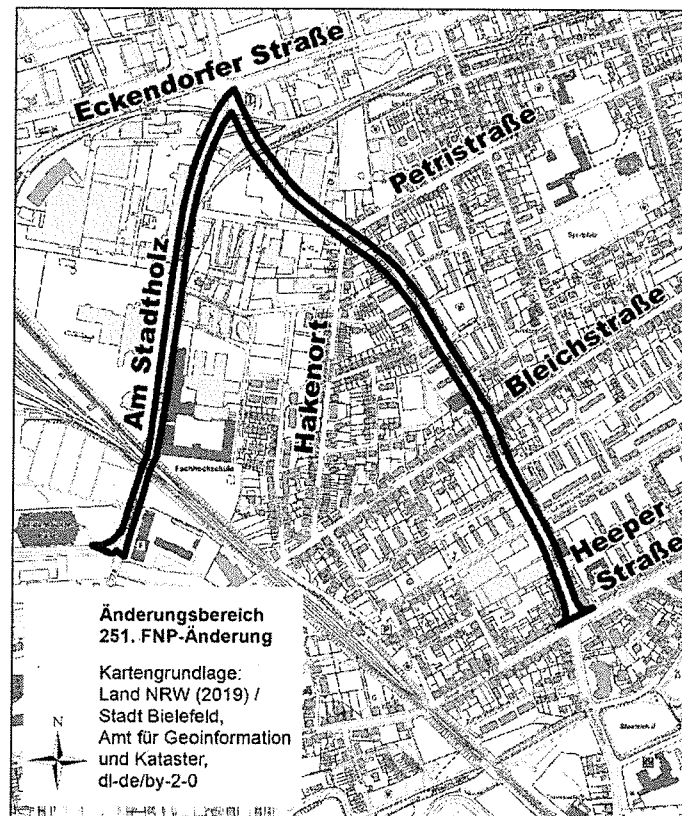 Eckendorfer Straße
Petristraße
Am Stadtholz
Hakenort
Bleichstraße
Fachhochschule
Sportplatz
Heeper
Straße
Änderungsbereich
251. FNP-Änderung
Kartengrundlage:
Land NRW (2019) /
Stadt Bielefeld,
Amt für Geoinformation
und Kataster,
dl-de/by-2-0
N